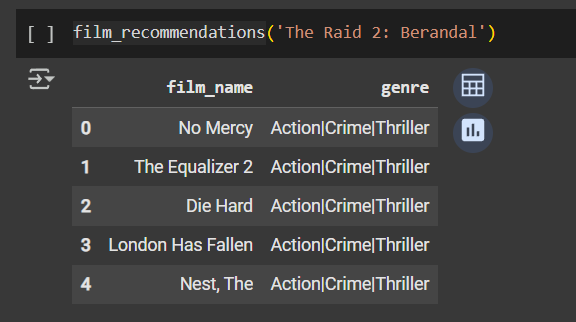 [ ] film_recommendations('The Raid 2: Berandal')
film_name genre
0 No Mercy Action|Crime|Thriller
1 The Equalizer 2 Action|Crime|Thriller
2 Die Hard Action|Crime|Thriller
3 London Has Fallen Action|Crime|Thriller
4 Nest, The Action|Crime|Thriller